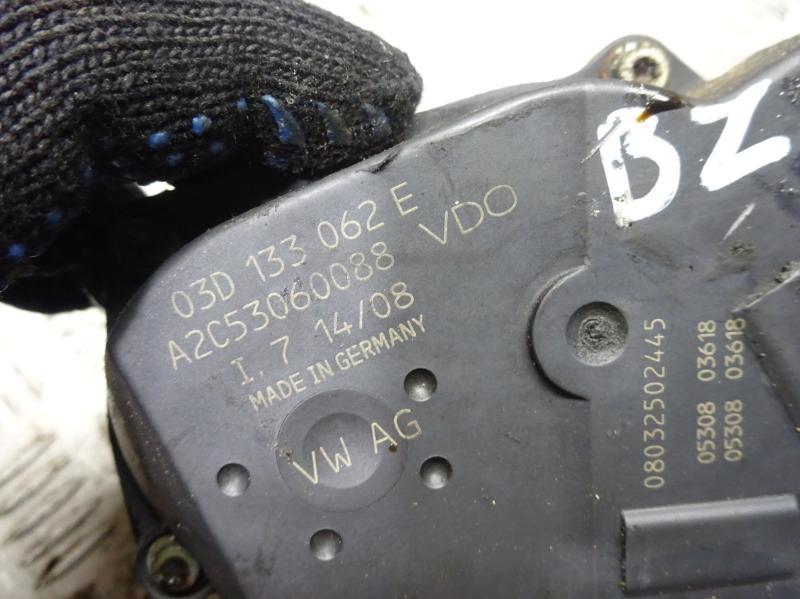 BZ
03D 133 062 E
A2C53060088 VDO
I. 7 14/08
MADE IN GERMANY
VW AG
08032502445
05308 03618
05308 03618